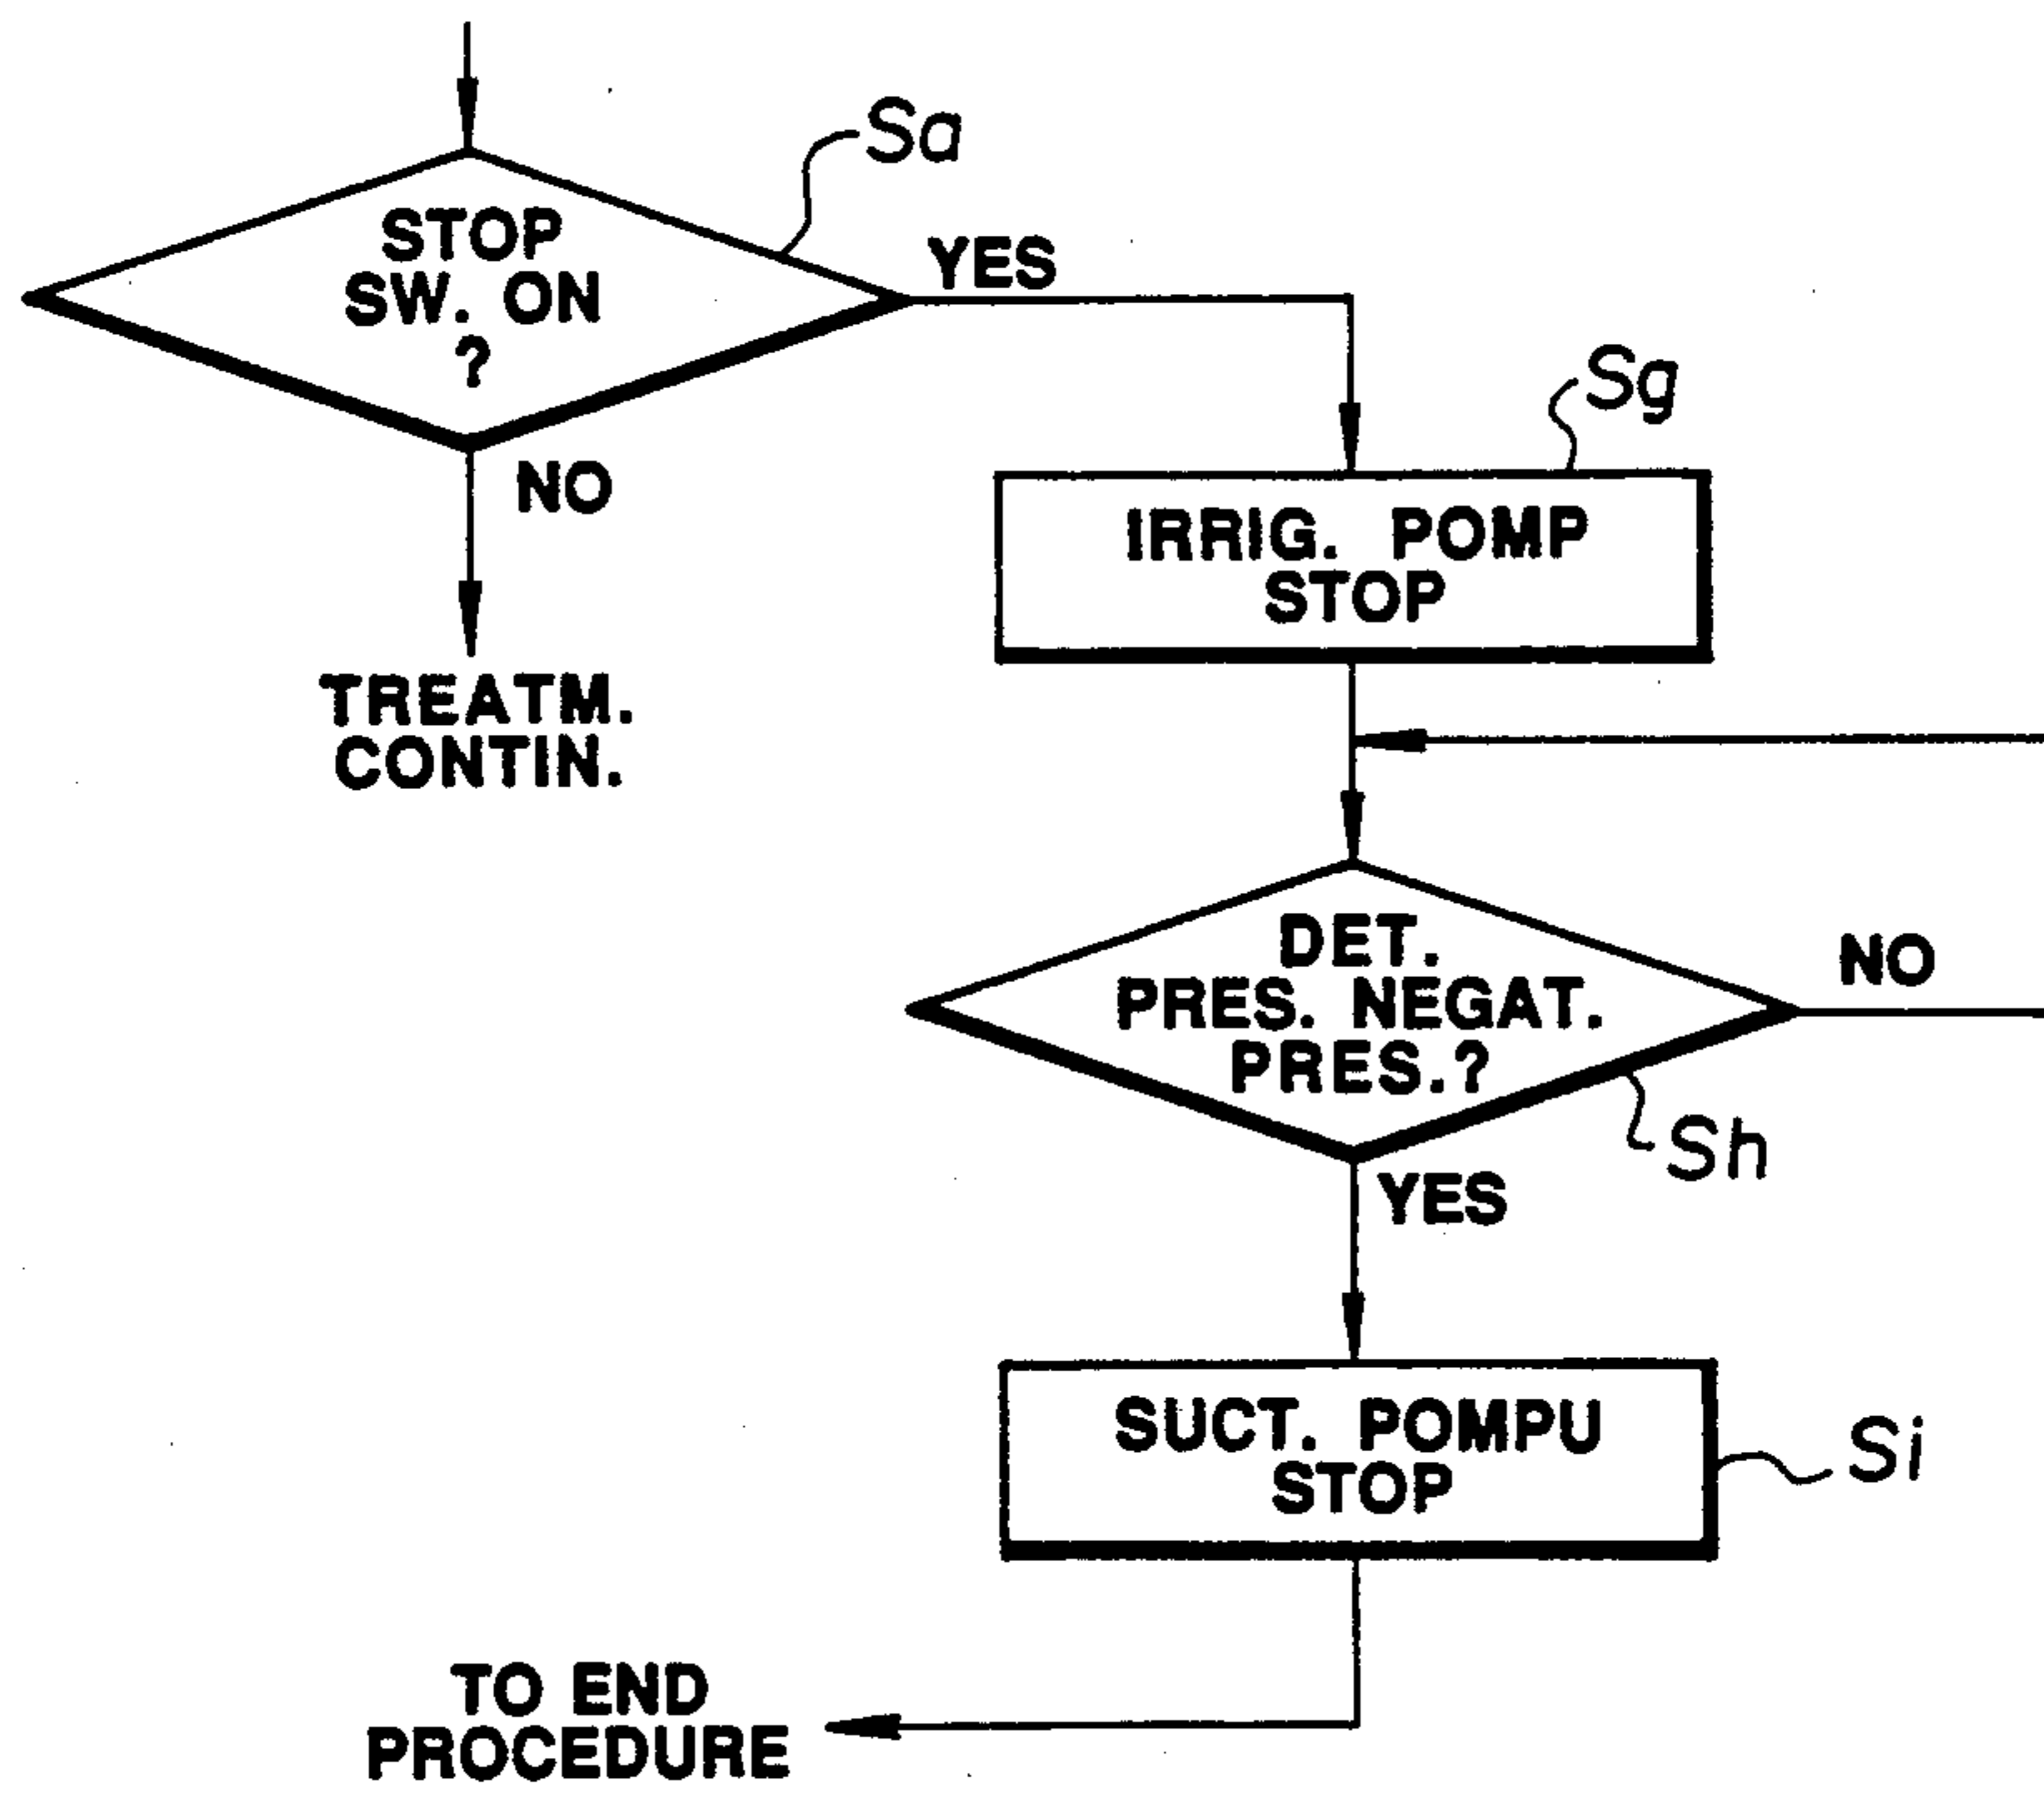 Sa
STOP
SW. ON
?
YES
NO
TREATM.
CONTIN.
Sg
IRRIG. POMP
STOP
DET.
PRES. NEGAT.
PRES.?
NO
Sh
YES
SUCT. POMPU
STOP
Si
TO END
PROCEDURE